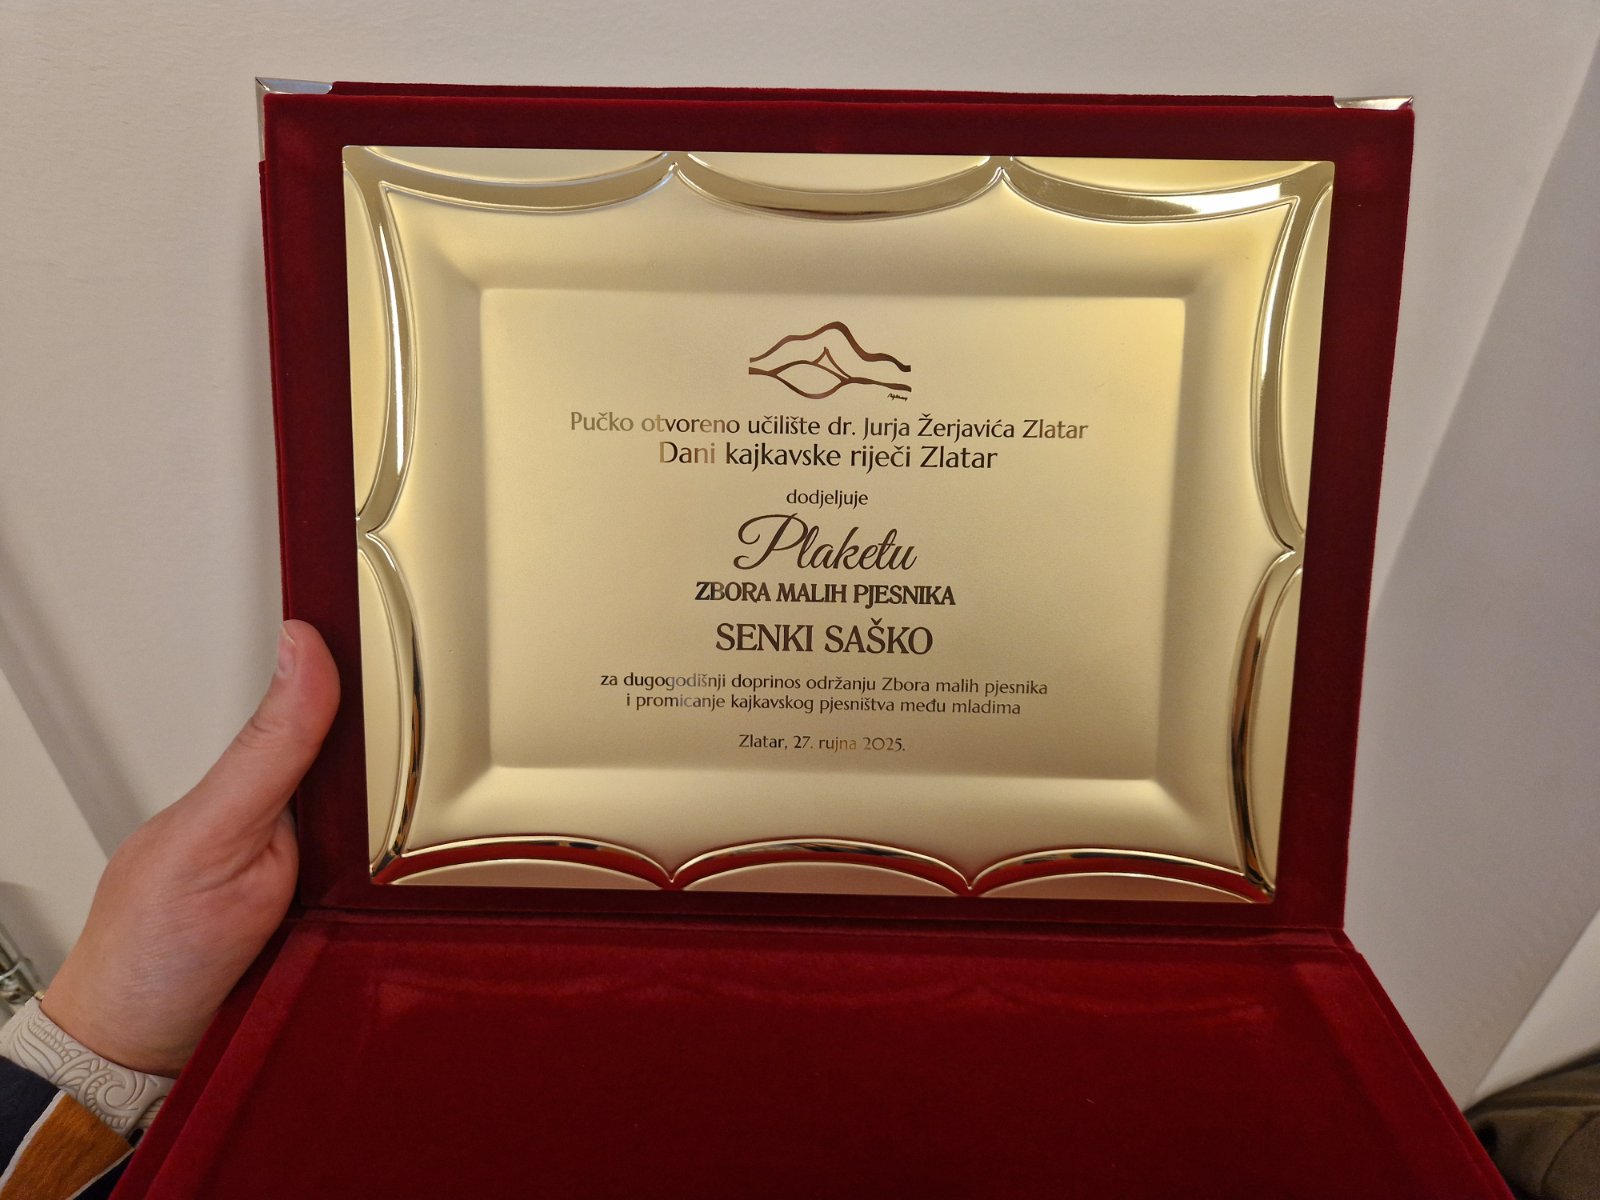 Pučko otvoreno učilište dr. Jurja Žerjavića Zlatar
Dani kajkavske riječi Zlatar
dodjeljuje
Plaketu
ZBORA MALIH PJESNIKA
SENKI SAŠKO
za dugogodišnji doprinos održanju Zbora malih pjesnika
i promicanje kajkavskog pjesništva među mladima
Zlatar, 27. rujna 2025.